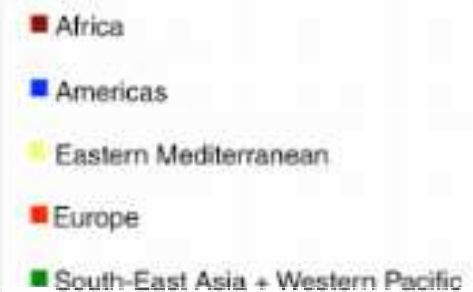 Africa
Americas
Eastern Mediterranean
Europe
South-East Asia + Western Pacific